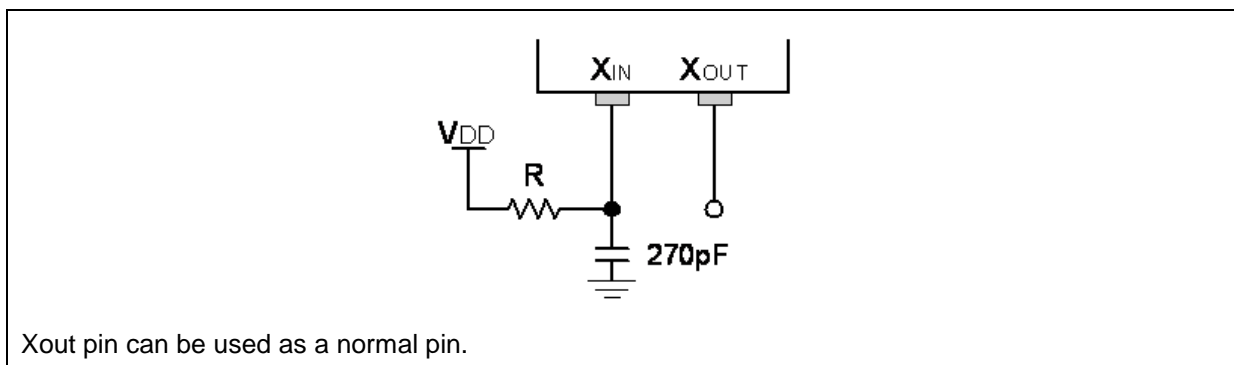 XIN XOUT
VDD
R
270pF
Xout pin can be used as a normal pin.